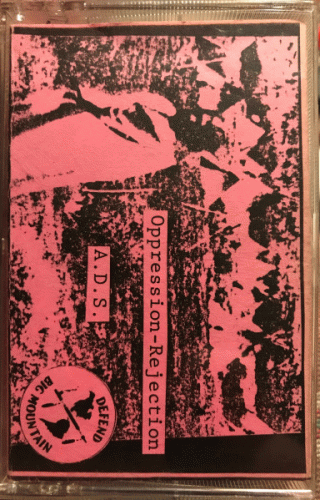 Oppression-Rejection
A.D.S.
DEFEND
BIG MOUNTAIN